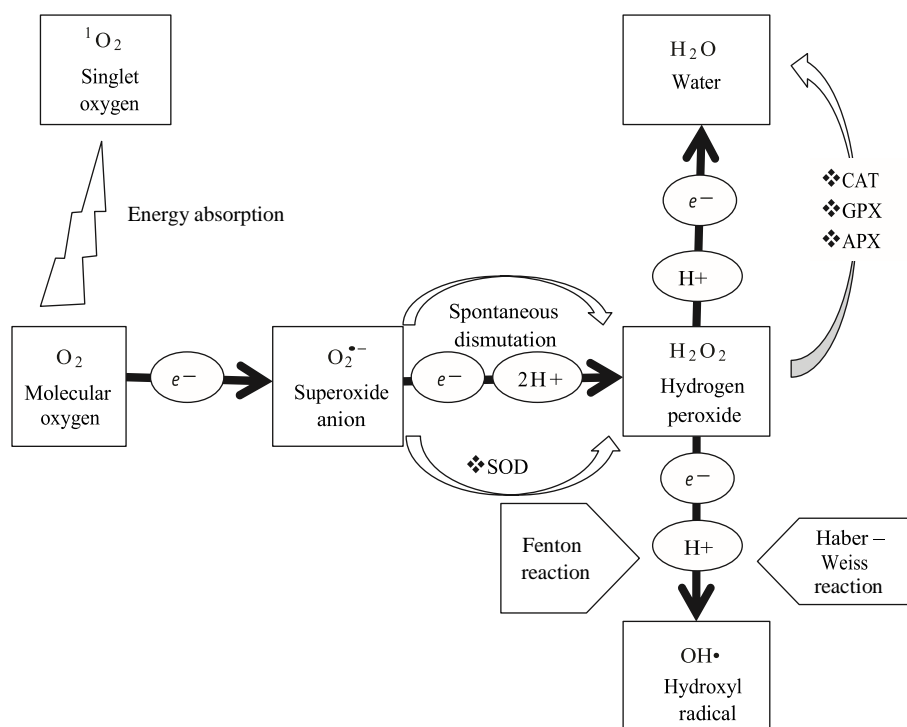 ¹O₂
Singlet
oxygen
H₂O
Water
❖CAT
❖GPX
❖APX
e−
H+
Energy absorption
Spontaneous
dismutation
O₂
Molecular
oxygen
e−
O₂•−
Superoxide
anion
e−
2H+
H₂O₂
Hydrogen
peroxide
❖SOD
e−
Fenton
reaction
H+
Haber –
Weiss
reaction
OH•
Hydroxyl
radical